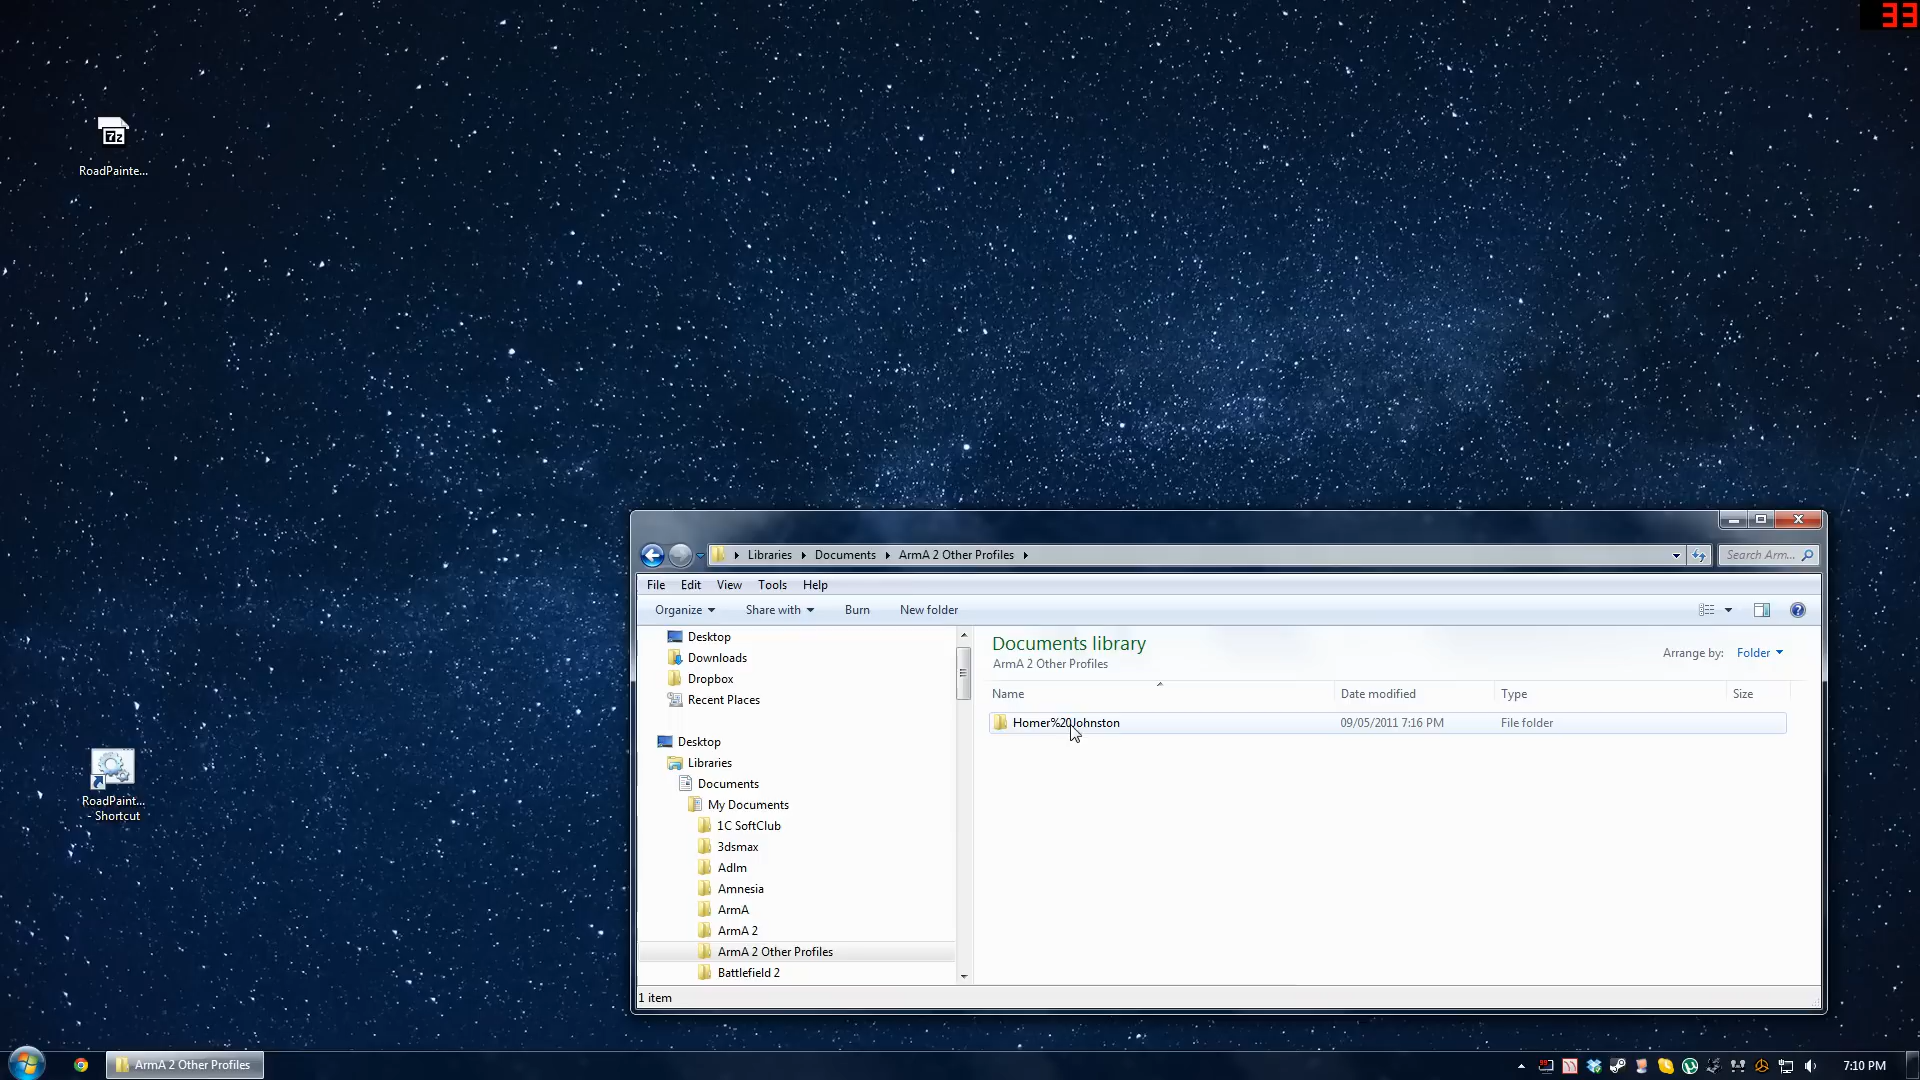 33
7z
RoadPainte...
RoadPaint...
- Shortcut
Libraries
Documents
ArmA 2 Other Profiles
Search Arm...
File
Edit
View
Tools
Help
Organize
Share with
Burn
New folder
Desktop
Downloads
Dropbox
Recent Places
Desktop
Libraries
Documents
My Documents
1C SoftClub
3dsmax
Adlm
Amnesia
ArmA
ArmA 2
ArmA 2 Other Profiles
Battlefield 2
Documents library
ArmA 2 Other Profiles
Arrange by: Folder
Name
Date modified
Type
Size
Homer%20Johnston
09/05/2011 7:16 PM
File folder
1 item
ArmA 2 Other Profiles
7:10 PM